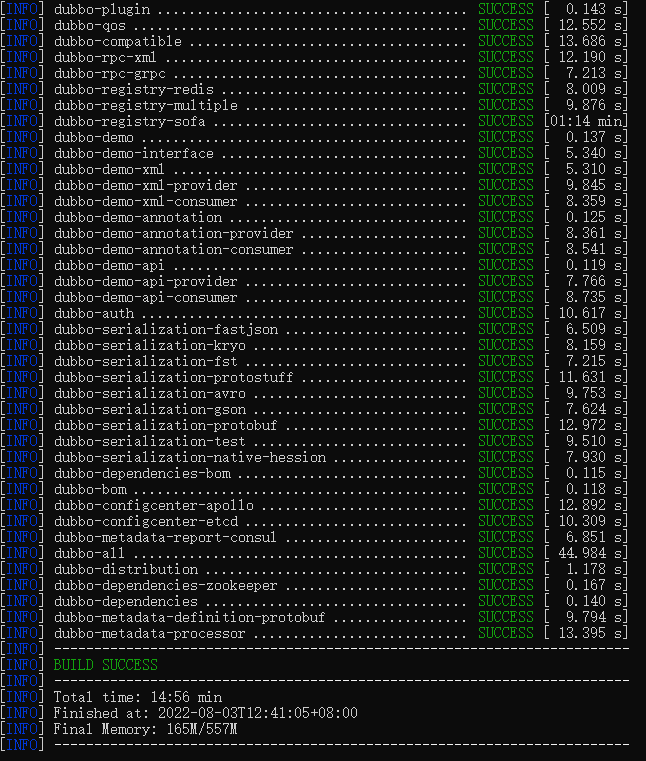 [INFO] dubbo-plugin ....................................... SUCCESS [  0.143 s]
[INFO] dubbo-qos .......................................... SUCCESS [ 12.552 s]
[INFO] dubbo-compatible ................................... SUCCESS [ 13.686 s]
[INFO] dubbo-rpc-xml ...................................... SUCCESS [ 12.190 s]
[INFO] dubbo-rpc-grpc ..................................... SUCCESS [  7.213 s]
[INFO] dubbo-registry-redis ............................... SUCCESS [  8.009 s]
[INFO] dubbo-registry-multiple ............................ SUCCESS [  9.876 s]
[INFO] dubbo-registry-sofa ................................ SUCCESS [01:14 min]
[INFO] dubbo-demo ......................................... SUCCESS [  0.137 s]
[INFO] dubbo-demo-interface ............................... SUCCESS [  5.340 s]
[INFO] dubbo-demo-xml ..................................... SUCCESS [  5.310 s]
[INFO] dubbo-demo-xml-provider ............................ SUCCESS [  9.845 s]
[INFO] dubbo-demo-xml-consumer ............................ SUCCESS [  8.359 s]
[INFO] dubbo-demo-annotation .............................. SUCCESS [  0.125 s]
[INFO] dubbo-demo-annotation-provider ..................... SUCCESS [  8.361 s]
[INFO] dubbo-demo-annotation-consumer ..................... SUCCESS [  8.541 s]
[INFO] dubbo-demo-api ..................................... SUCCESS [  0.119 s]
[INFO] dubbo-demo-api-provider ............................ SUCCESS [  7.766 s]
[INFO] dubbo-demo-api-consumer ............................ SUCCESS [  8.735 s]
[INFO] dubbo-auth ......................................... SUCCESS [ 10.617 s]
[INFO] dubbo-serialization-fastjson ....................... SUCCESS [  6.509 s]
[INFO] dubbo-serialization-kryo ........................... SUCCESS [  8.159 s]
[INFO] dubbo-serialization-fst ............................ SUCCESS [  7.215 s]
[INFO] dubbo-serialization-protostuff ..................... SUCCESS [ 11.631 s]
[INFO] dubbo-serialization-avro ........................... SUCCESS [  9.753 s]
[INFO] dubbo-serialization-gson ........................... SUCCESS [  7.624 s]
[INFO] dubbo-serialization-protobuf ....................... SUCCESS [ 12.972 s]
[INFO] dubbo-serialization-test ........................... SUCCESS [  9.510 s]
[INFO] dubbo-serialization-native-hession ................. SUCCESS [  7.930 s]
[INFO] dubbo-dependencies-bom ............................. SUCCESS [  0.115 s]
[INFO] dubbo-bom .......................................... SUCCESS [  0.118 s]
[INFO] dubbo-configcenter-apollo .......................... SUCCESS [ 12.892 s]
[INFO] dubbo-configcenter-etcd ............................ SUCCESS [ 10.309 s]
[INFO] dubbo-metadata-report-consul ....................... SUCCESS [  6.851 s]
[INFO] dubbo-all .......................................... SUCCESS [ 44.984 s]
[INFO] dubbo-distribution ................................. SUCCESS [  1.178 s]
[INFO] dubbo-dependencies-zookeeper ....................... SUCCESS [  0.167 s]
[INFO] dubbo-dependencies ................................. SUCCESS [  0.140 s]
[INFO] dubbo-metadata-definition-protobuf ................. SUCCESS [  9.794 s]
[INFO] dubbo-metadata-processor ........................... SUCCESS [ 13.395 s]
[INFO] ------------------------------------------------------------------------
[INFO] BUILD SUCCESS
[INFO] ------------------------------------------------------------------------
[INFO] Total time: 14:56 min
[INFO] Finished at: 2022-08-03T12:41:05+08:00
[INFO] Final Memory: 165M/557M
[INFO] ------------------------------------------------------------------------